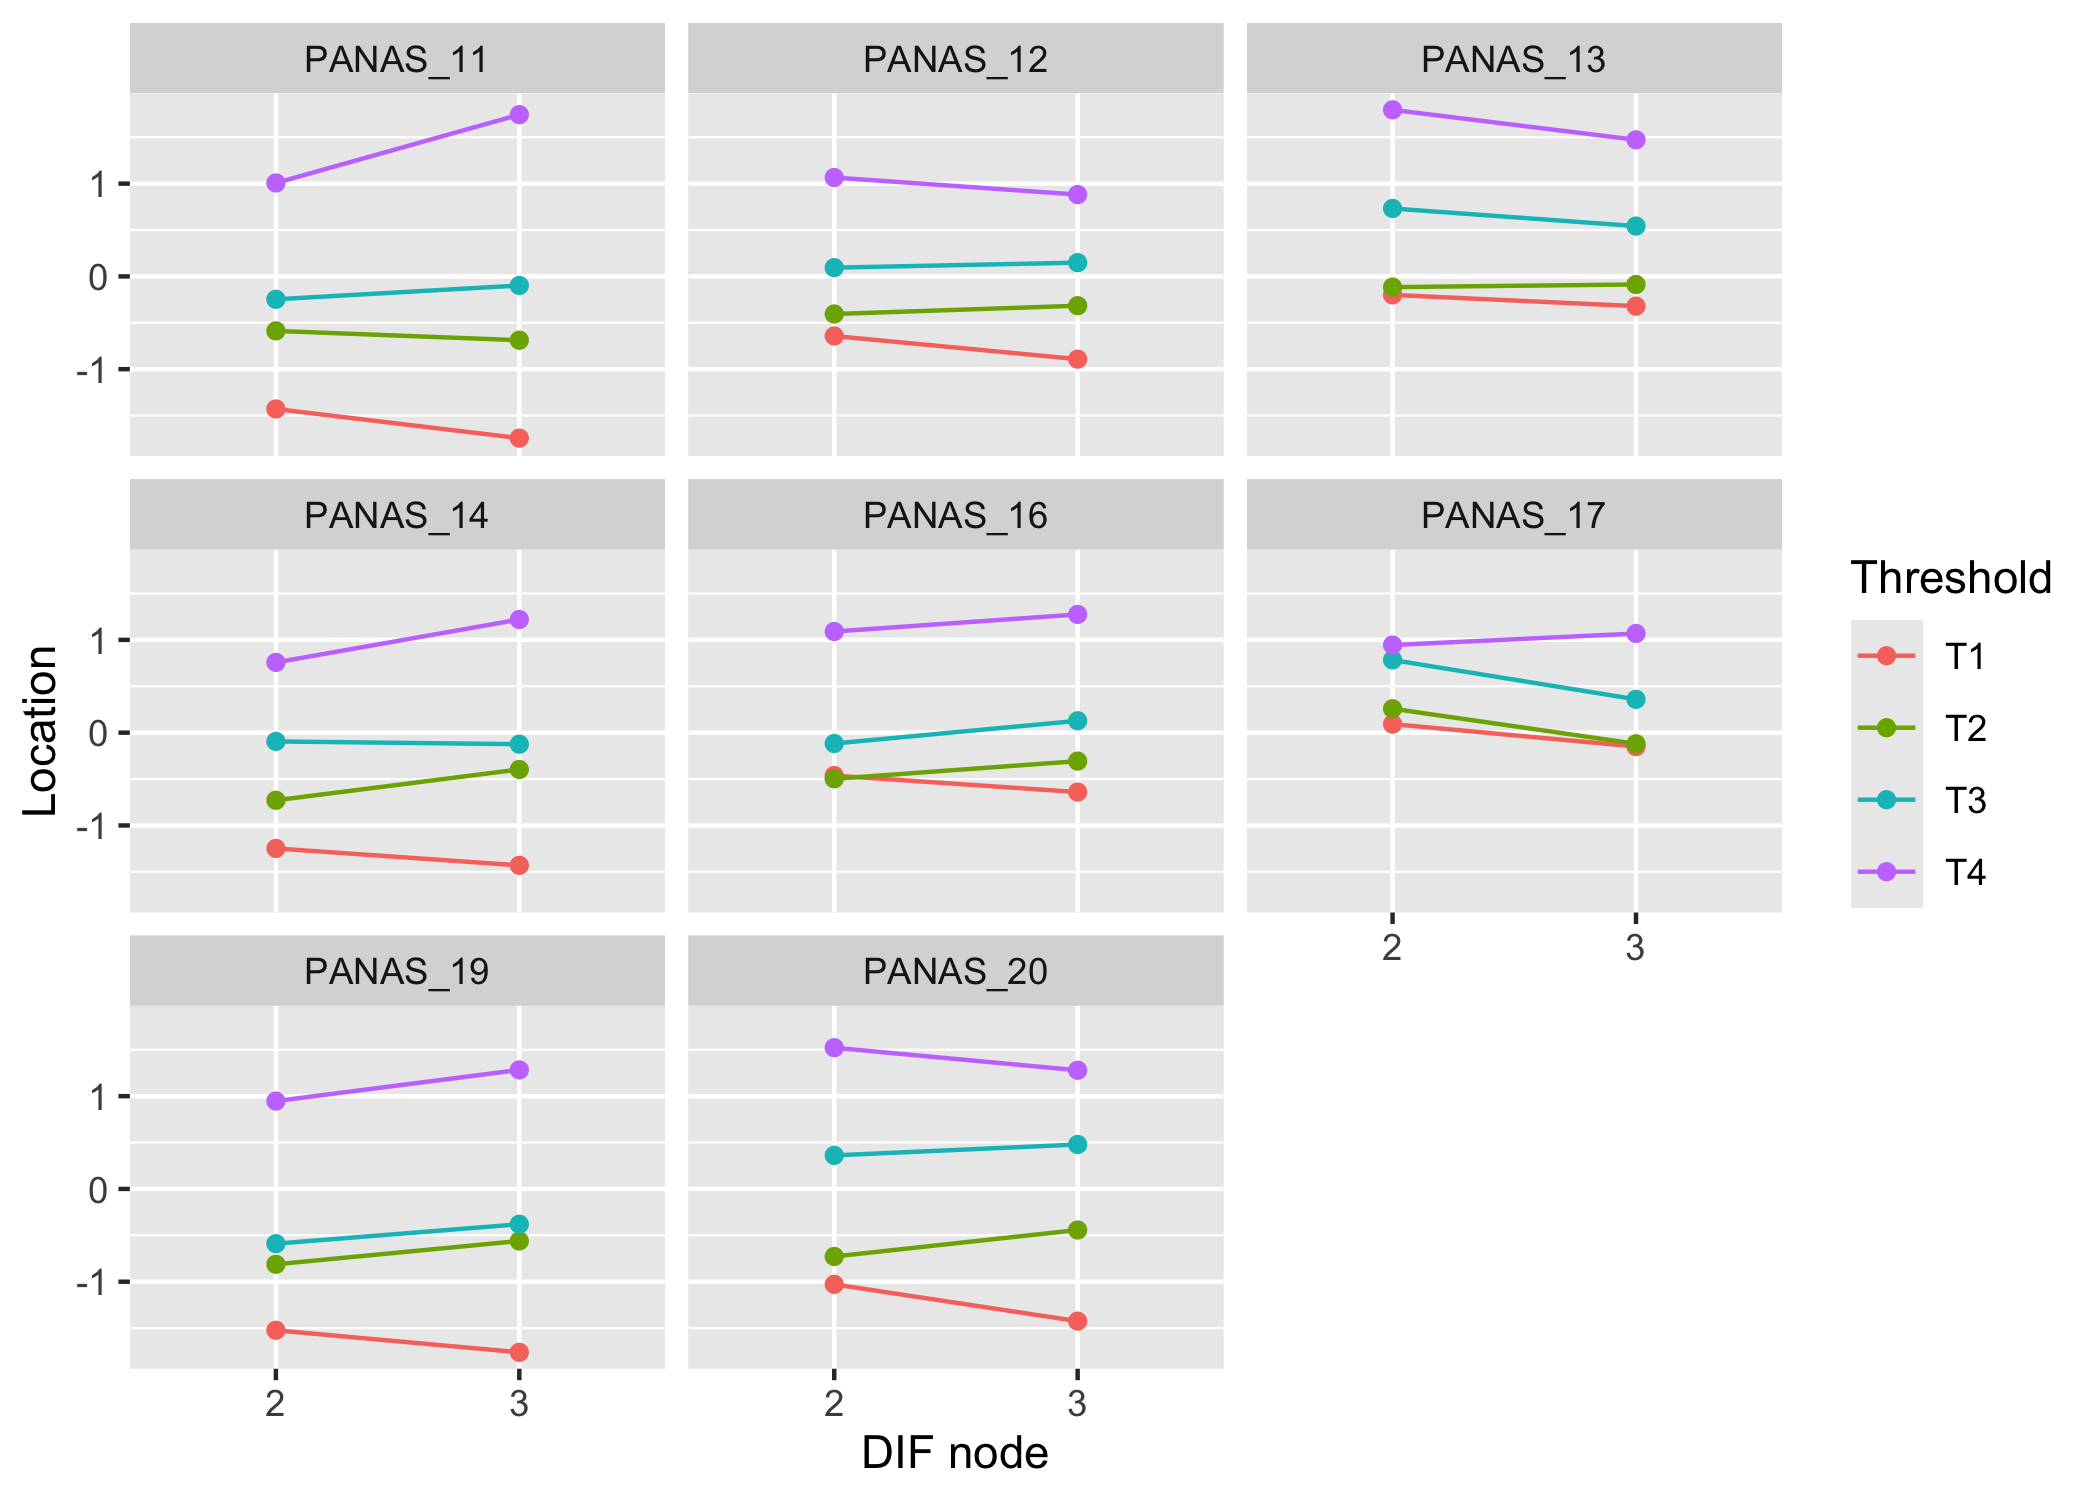 PANAS_11 PANAS_12 PANAS_13
1
0
-1
PANAS_14 PANAS_16 PANAS_17
1
0
-1
2 3
PANAS_19 PANAS_20
1
0
-1
2 3 2 3
DIF node
Location
Threshold
T1
T2
T3
T4